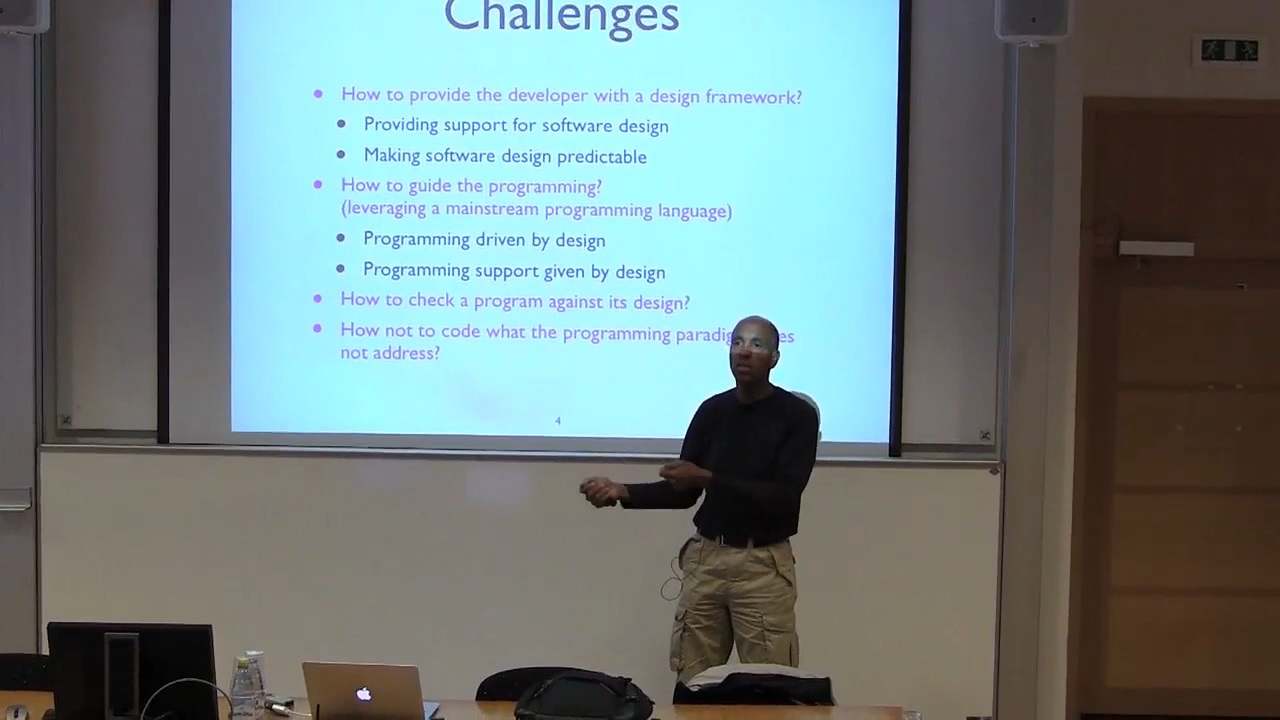 Challenges
• How to provide the developer with a design framework?
• Providing support for software design
• Making software design predictable
• How to guide the programming?
(leveraging a mainstream programming language)
• Programming driven by design
• Programming support given by design
• How to check a program against its design?
• How not to code what the programming
not address?
4